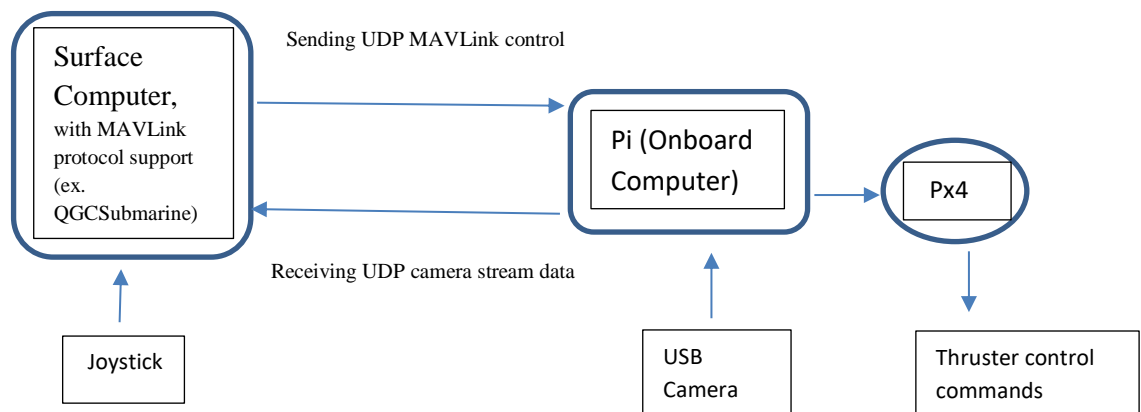 Sending UDP MAVLink control
Surface
Computer,
with MAVLink
protocol support
(ex.
QGCSubmarine)
Pi (Onboard
Computer)
Px4
Receiving UDP camera stream data
Joystick
USB
Camera
Thruster control
commands